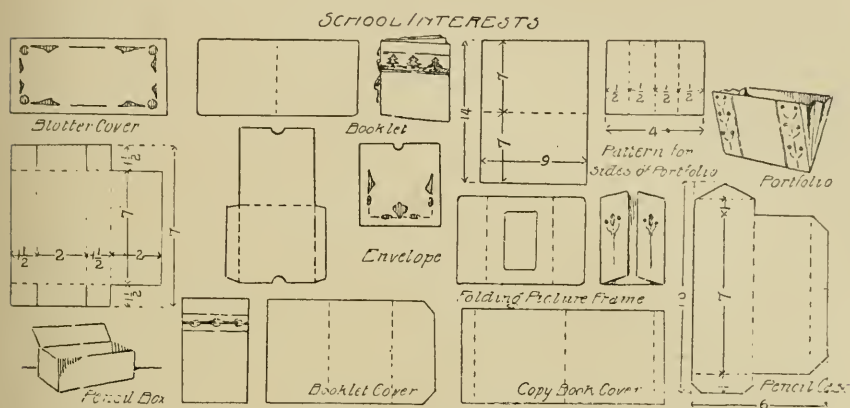 SCHOOL INTERESTS
Blotter Cover
Booklet
14
7
7
9
1/2 1/2 1/2 1/2
4
Pattern for
sides of Portfolio
Portfolio
1 1/2
7
7
1/2 2 1/2 2
1/2
Envelope
Folding Picture Frame
7
6
Pencil Box
Booklet Cover
Copy Book Cover
Pencil Case